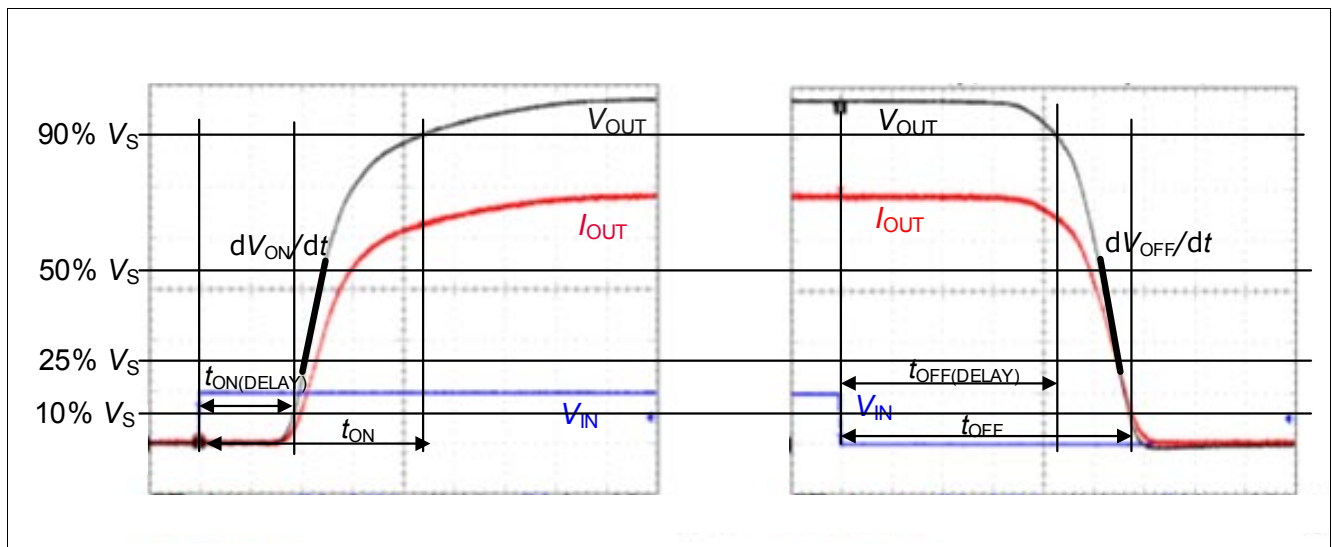 90% VS
VOUT
VOUT
IOUT
IOUT
dVON/dt
dVOFF/dt
50% VS
25% VS
tON(DELAY)
tOFF(DELAY)
VIN
VIN
10% VS
tON
tOFF